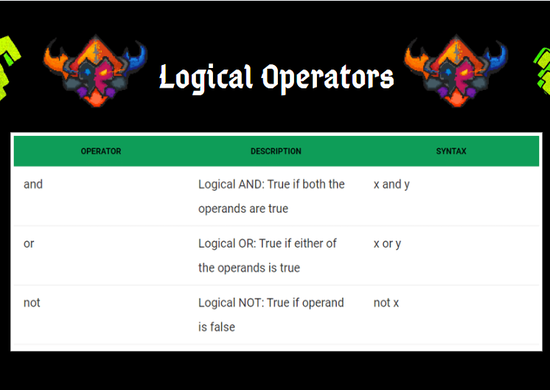 Logical Operators
OPERATOR DESCRIPTION SYNTAX
and Logical AND: True if both the x and y
operands are true
or Logical OR: True if either of x or y
the operands is true
not Logical NOT: True if operand not x
is false